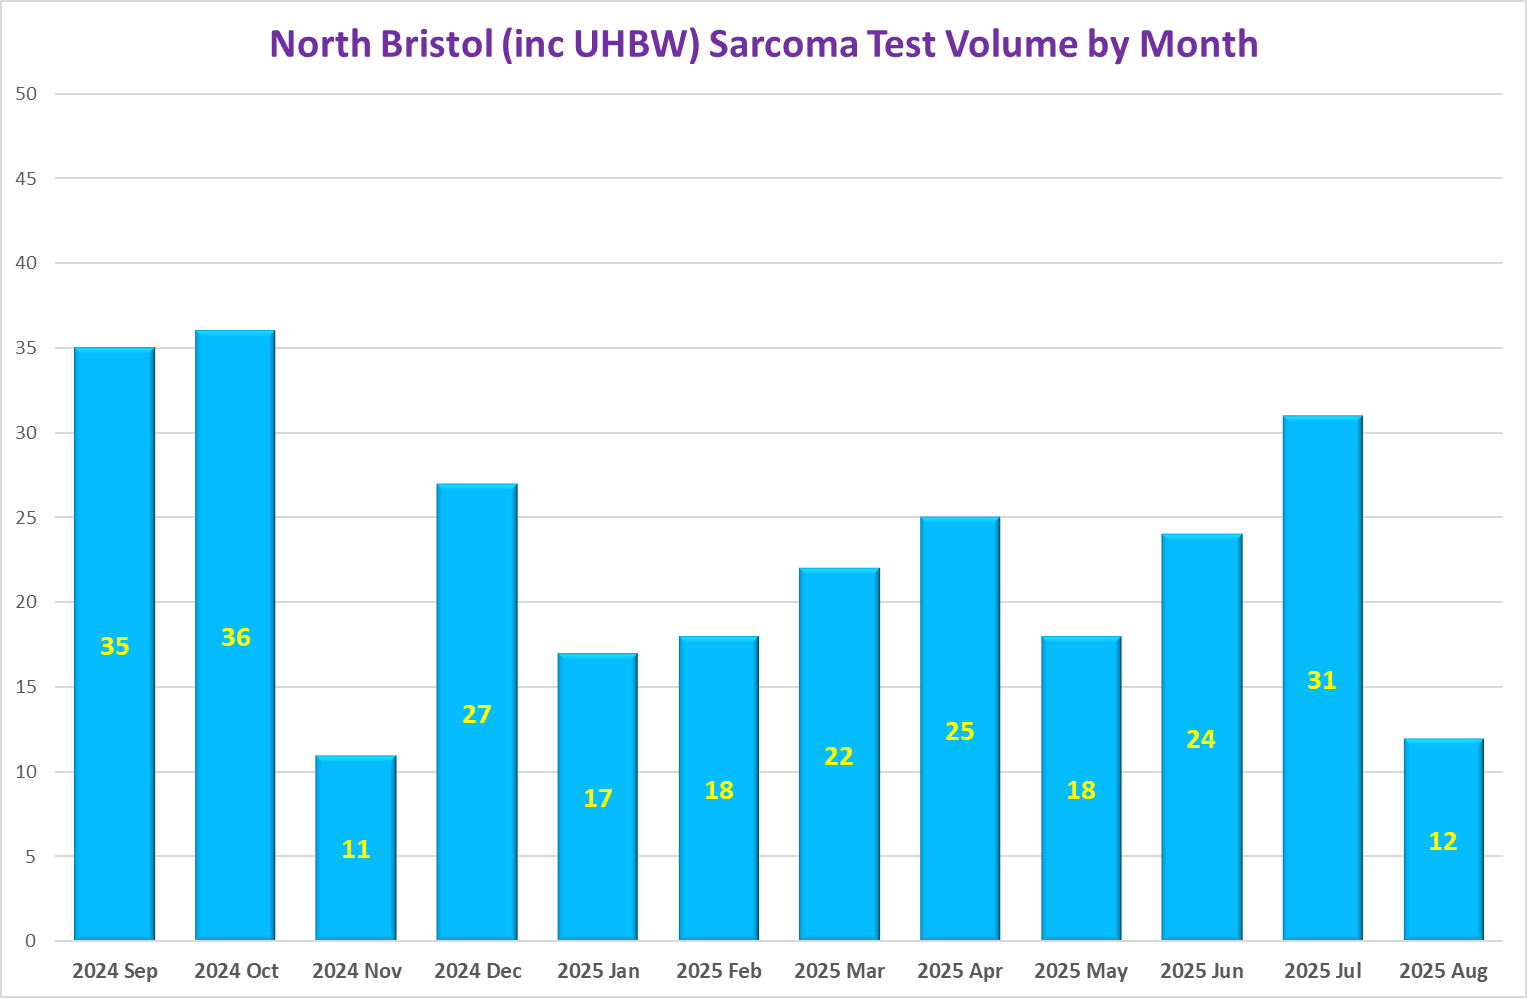 North Bristol (inc UHBW) Sarcoma Test Volume by Month
50
45
40
35
30
25
20
15
10
5
0
35
36
11
27
17
18
22
25
18
24
31
12
2024 Sep
2024 Oct
2024 Nov
2024 Dec
2025 Jan
2025 Feb
2025 Mar
2025 Apr
2025 May
2025 Jun
2025 Jul
2025 Aug